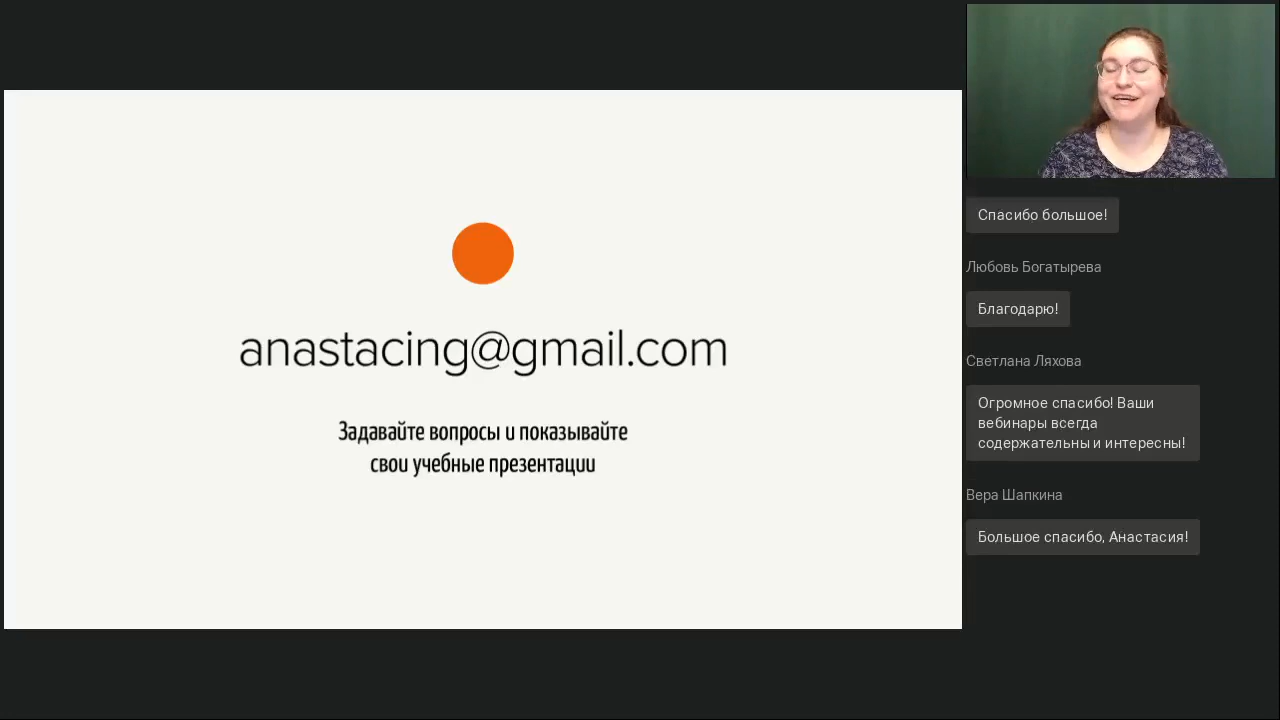 anastacing@gmail.com
Задавайте вопросы и показывайте
свои учебные презентации
Спасибо большое!
Любовь Богатырева
Благодарю!
Светлана Ляхова
Огромное спасибо! Ваши
вебинары всегда
содержательны и интересны!
Вера Шапкина
Большое спасибо, Анастасия!